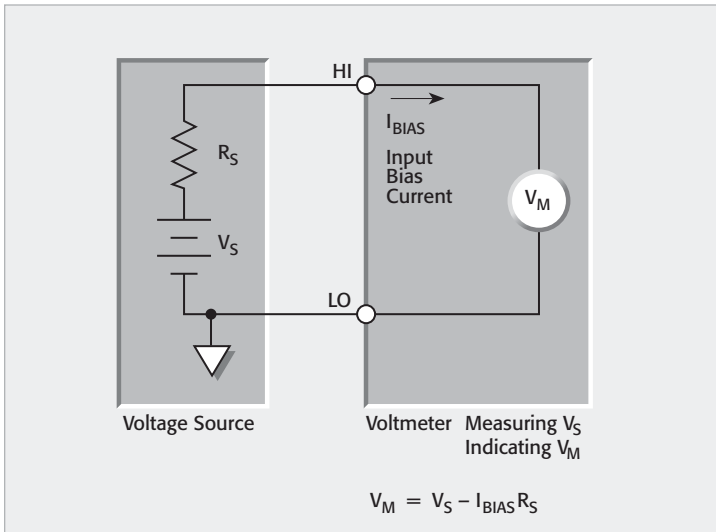 HI
I_BIAS
Input
Bias
Current
R_S
V_M
V_S
LO
Voltage Source
Voltmeter Measuring V_S
Indicating V_M
V_M = V_S – I_BIAS R_S